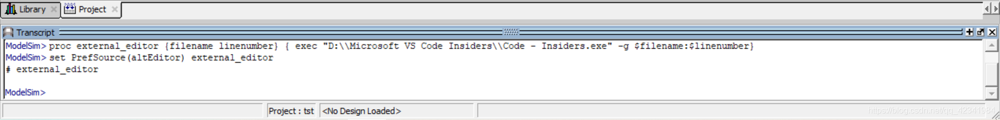 Library
Project
Transcript
ModelSim> proc external_editor {filename linenumber} { exec "D:\\Microsoft VS Code Insiders\\Code - Insiders.exe" -g $filename:$linenumber}
ModelSim> set PrefSource(altEditor) external_editor
# external_editor
ModelSim>
Project : tst
<No Design Loaded>
https://blog.csdn.net/qq_42341984